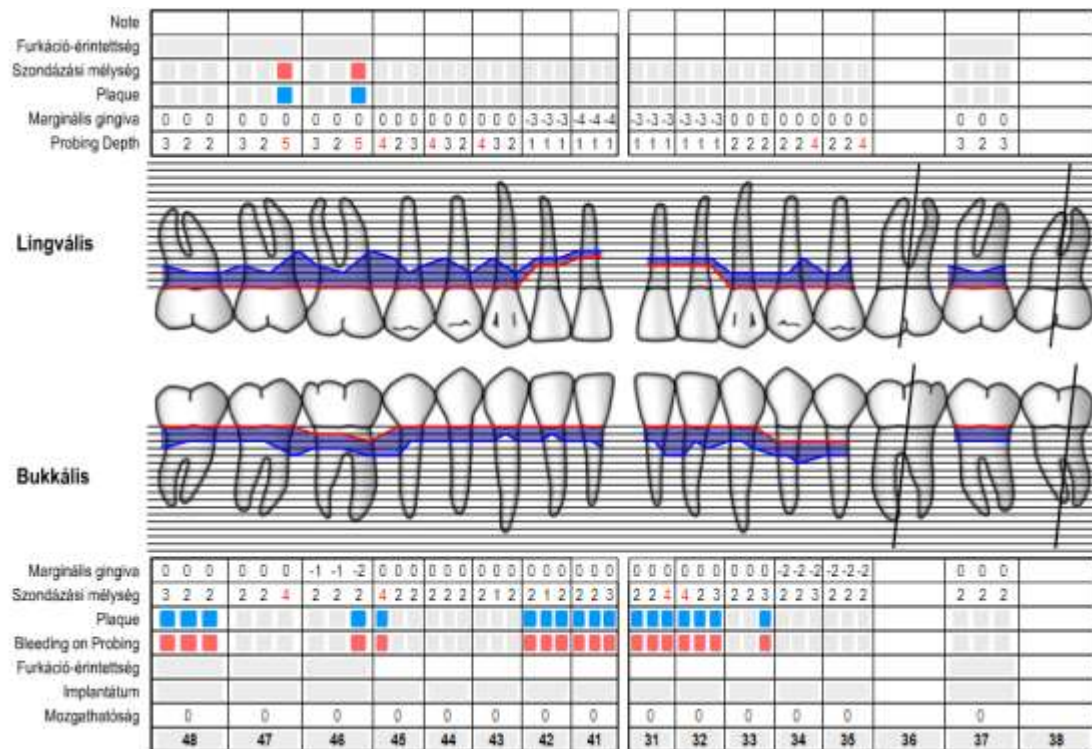 Note
Furkáció-érintettség
Szondázási mélység
Plaque
Marginális gingiva 0 0 0 0 0 0 0 0 0 0 0 0 0 0 0 0 0 0 -3 -3 -3 -4 -4 -4 -3 -3 -3 -3 -3 -3 0 0 0 0 0 0 0 0 0 0 0 0
Probing Depth 3 2 2 3 2 5 3 2 5 4 2 3 4 3 2 4 3 2 1 1 1 1 1 1 1 1 1 1 1 1 2 2 2 2 2 4 2 2 4 3 2 3
Lingvális
Bukkális
Marginális gingiva 0 0 0 0 0 0 -1 -1 -2 0 0 0 0 0 0 0 0 0 0 0 0 0 0 0 0 0 0 0 0 0 0 0 0 -2 -2 -2 -2 -2 -2 0 0 0
Szondázási mélység 3 2 2 2 2 4 2 2 2 4 2 2 2 2 2 2 1 2 2 1 2 2 2 3 2 2 4 4 2 3 2 2 3 2 3 2 2 2 2 2 2 2
Plaque
Bleeding on Probing
Furkáció-érintettség
Implantátum
Mozgathatóság 0 0 0 0 0 0 0 0 0 0 0 0 0 0
48 47 46 45 44 43 42 41 31 32 33 34 35 36 37 38